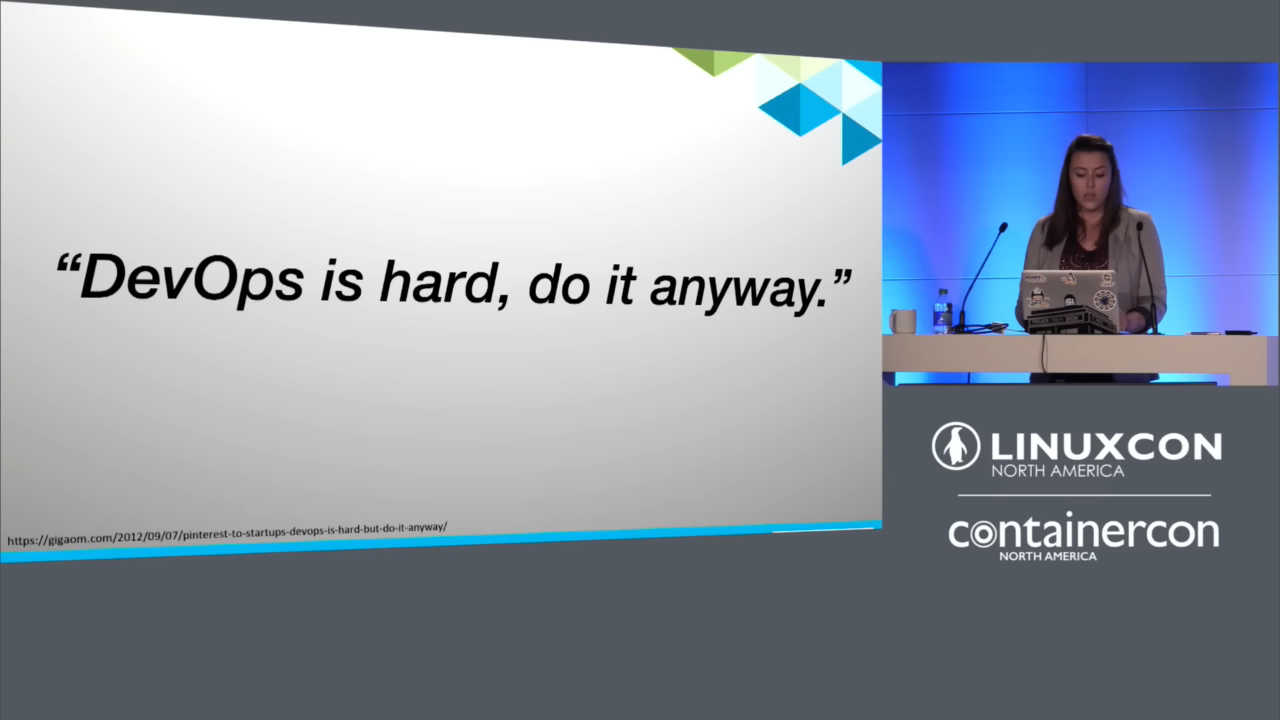 “DevOps is hard, do it anyway.”
https://gigaom.com/2012/09/07/pinterest-to-startups-devops-is-hard-but-do-it-anyway/
LINUXCON
NORTH AMERICA
containercon
NORTH AMERICA